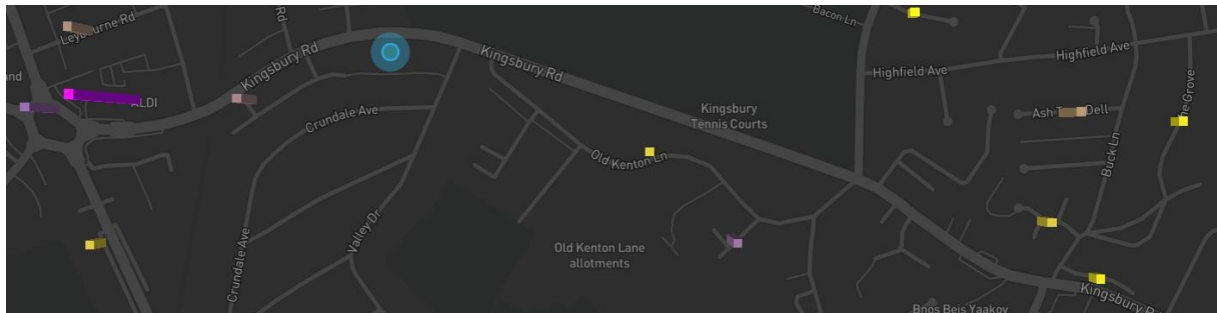 Leybourne Rd
Rd
Kingsbury Rd
ALDI
Crundale Ave
Kingsbury Rd
Bacon Ln
Highfield Ave
Highfield Ave
Kingsbury
Tennis Courts
Ash
Dell
Buck Ln
Old Kenton Ln
Valley Dr
Crundale Ave
Old Kenton Lane
allotments
Kingsbury
Bnos Beis Yaakov